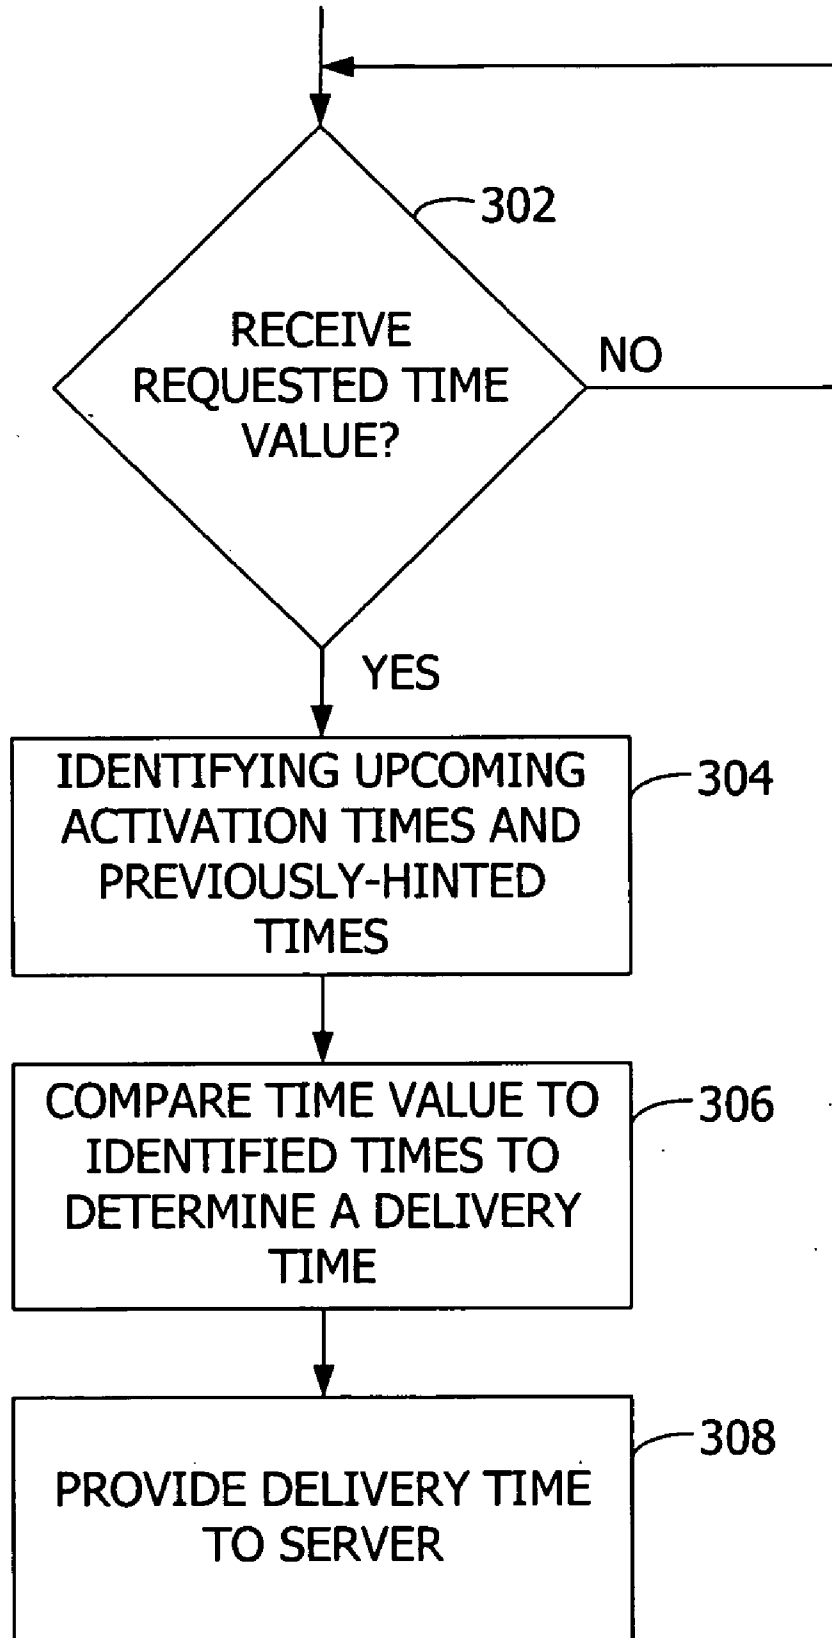 302
RECEIVE
REQUESTED TIME
VALUE?
NO
YES
IDENTIFYING UPCOMING
ACTIVATION TIMES AND
PREVIOUSLY-HINTED
TIMES
304
COMPARE TIME VALUE TO
IDENTIFIED TIMES TO
DETERMINE A DELIVERY
TIME
306
PROVIDE DELIVERY TIME
TO SERVER
308